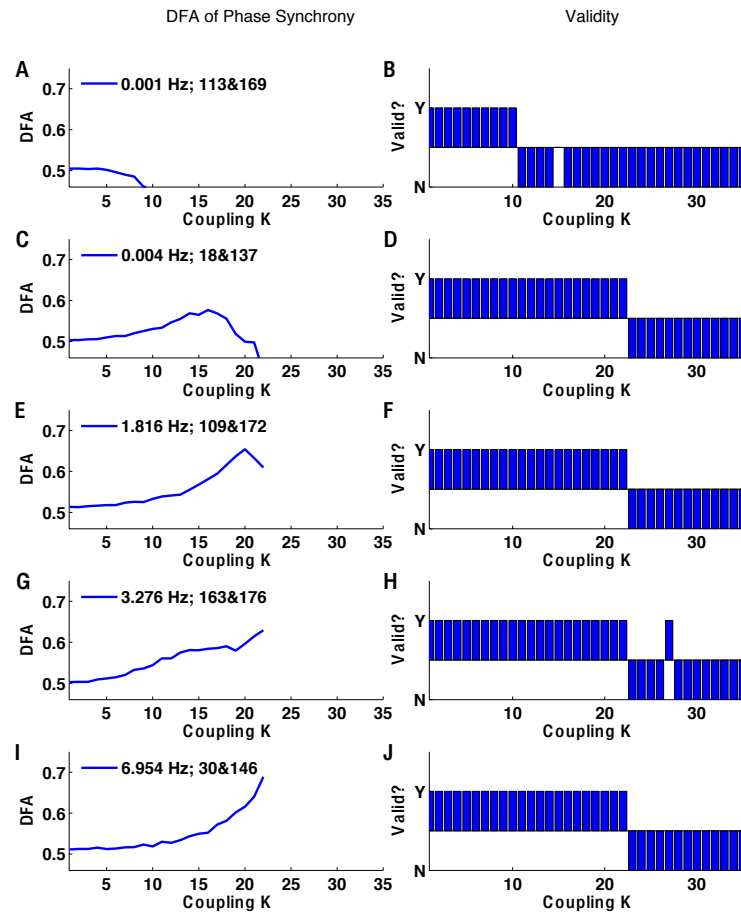 DFA of Phase Synchrony Validity
A B
0.001 Hz; 113&169
0.7
0.6
0.5
DFA
5 10 15 20 25 30 35
Coupling K
Y
N
Valid?
10 20 30
Coupling K
C D
0.004 Hz; 18&137
0.7
0.6
0.5
DFA
5 10 15 20 25 30 35
Coupling K
Y
N
Valid?
10 20 30
Coupling K
E F
1.816 Hz; 109&172
0.7
0.6
0.5
DFA
5 10 15 20 25 30 35
Coupling K
Y
N
Valid?
10 20 30
Coupling K
G H
3.276 Hz; 163&176
0.7
0.6
0.5
DFA
5 10 15 20 25 30 35
Coupling K
Y
N
Valid?
10 20 30
Coupling K
I J
6.954 Hz; 30&146
0.7
0.6
0.5
DFA
5 10 15 20 25 30 35
Coupling K
Y
N
Valid?
10 20 30
Coupling K